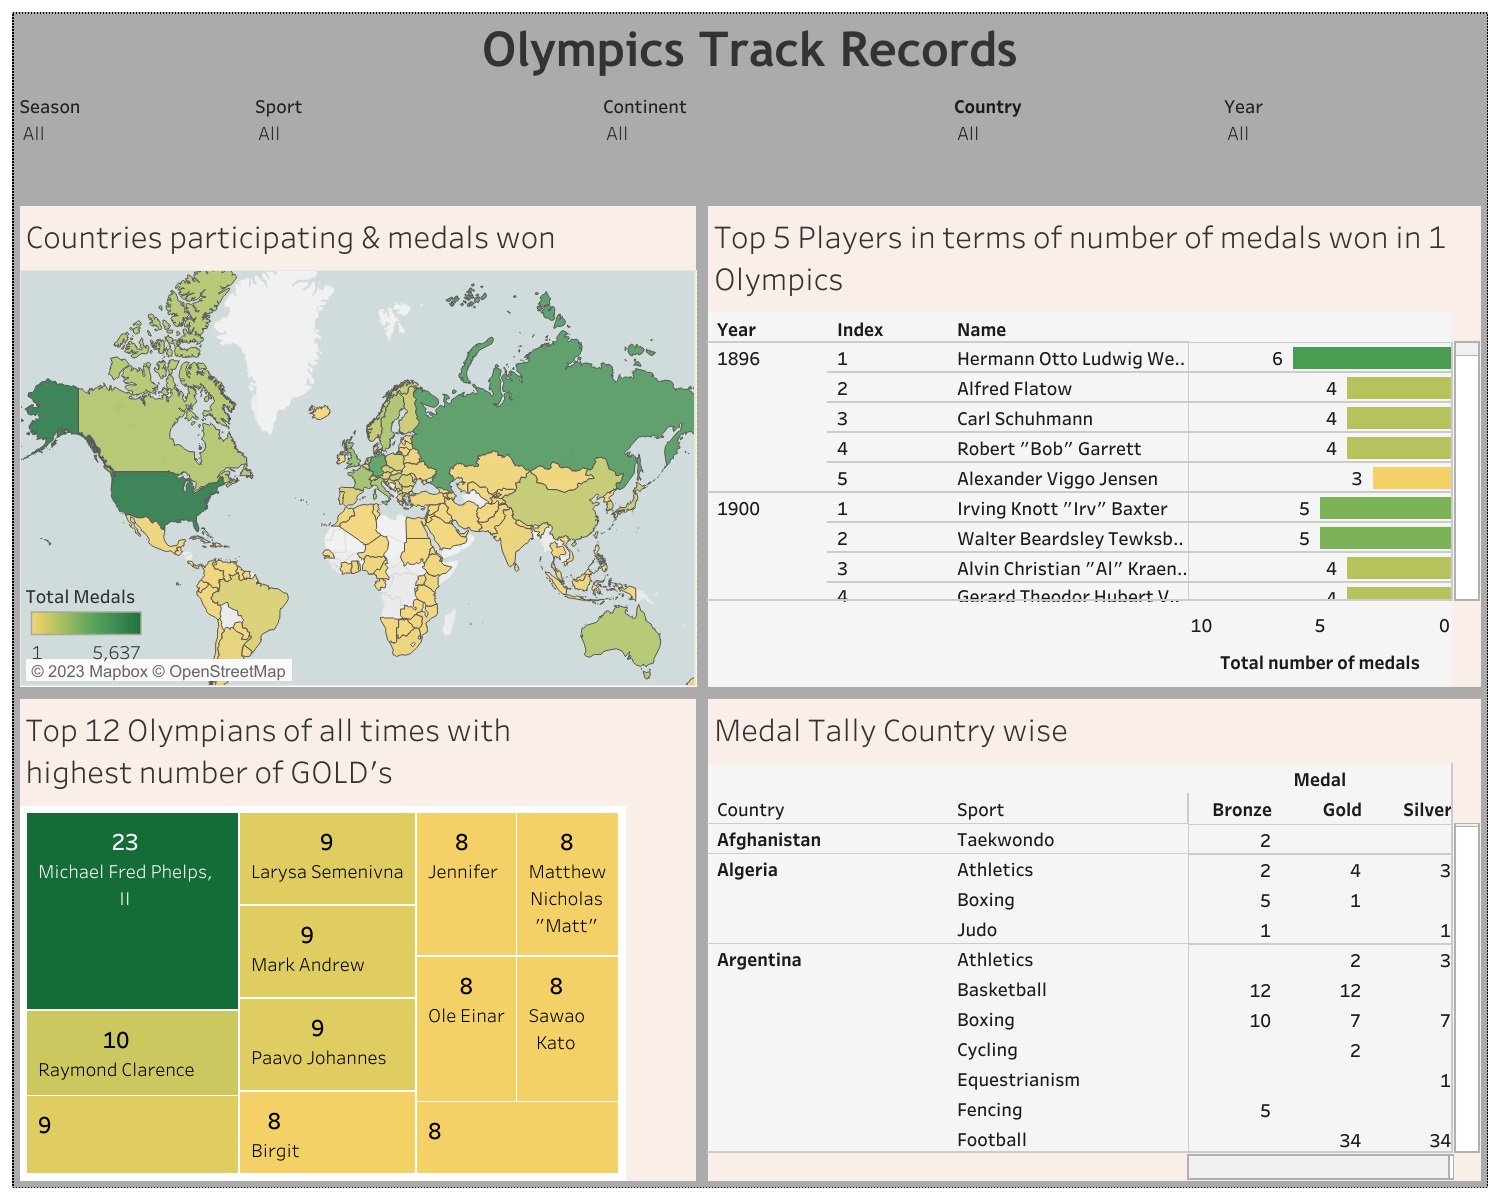 Olympics Track Records
Season
All
Sport
All
Continent
All
Country
All
Year
All
Countries participating & medals won
Total Medals
1 5,637
© 2023 Mapbox © OpenStreetMap
Top 5 Players in terms of number of medals won in 1
Olympics
Year Index Name
1896 1 Hermann Otto Ludwig We.. 6
2 Alfred Flatow 4
3 Carl Schuhmann 4
4 Robert "Bob" Garrett 4
5 Alexander Viggo Jensen 3
1900 1 Irving Knott "Irv" Baxter 5
2 Walter Beardsley Tewksb.. 5
3 Alvin Christian "Al" Kraen.. 4
4 Gerard Theodor Hubert V.. 4
10 5 0
Total number of medals
Top 12 Olympians of all times with
highest number of GOLD's
23
Michael Fred Phelps,
II
10
Raymond Clarence
9
9
Larysa Semenivna
9
Mark Andrew
9
Paavo Johannes
8
Birgit
8
Jennifer
8
Matthew
Nicholas
"Matt"
8
Ole Einar
8
Sawao
Kato
8
Medal Tally Country wise
Medal
Country Sport Bronze Gold Silver
Afghanistan Taekwondo 2
Algeria Athletics 2 4 3
Boxing 5 1
Judo 1 1
Argentina Athletics 2 3
Basketball 12 12
Boxing 10 7 7
Cycling 2
Equestrianism 1
Fencing 5
Football 34 34